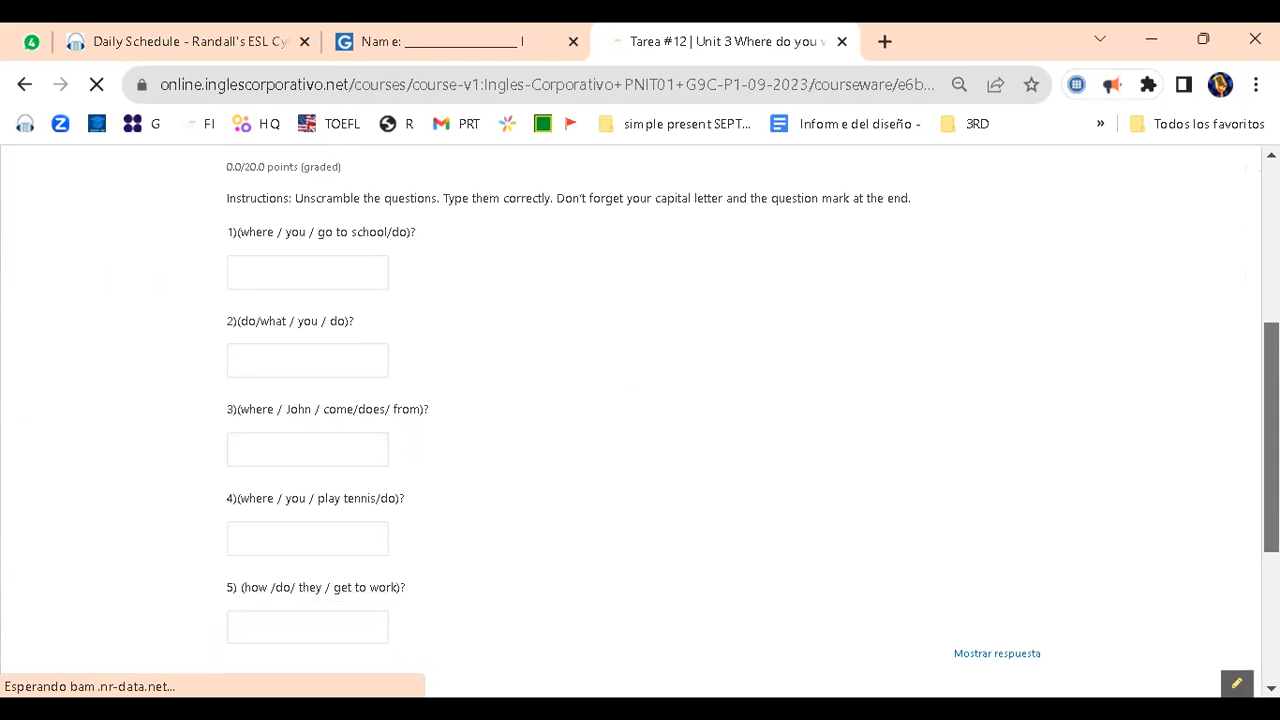 Daily Schedule - Randall's ESL Cy
Name: __________________ I
Tarea #12 | Unit 3 Where do you v
online.inglescorporativo.net/courses/course-v1:Ingles-Corporativo+PNIT01+G9C-P1-09-2023/courseware/e6b...
G
FI
HQ
TOEFL
R
PRT
simple present SEPT...
Informe del diseño -
3RD
»
Todos los favoritos
0.0/20.0 points (graded)
Instructions: Unscramble the questions. Type them correctly. Don't forget your capital letter and the question mark at the end.
1)(where / you / go to school/do)?
2)(do/what / you / do)?
3)(where / John / come/does/ from)?
4)(where / you / play tennis/do)?
5) (how /do/ they / get to work)?
Mostrar respuesta
Esperando bam.nr-data.net...